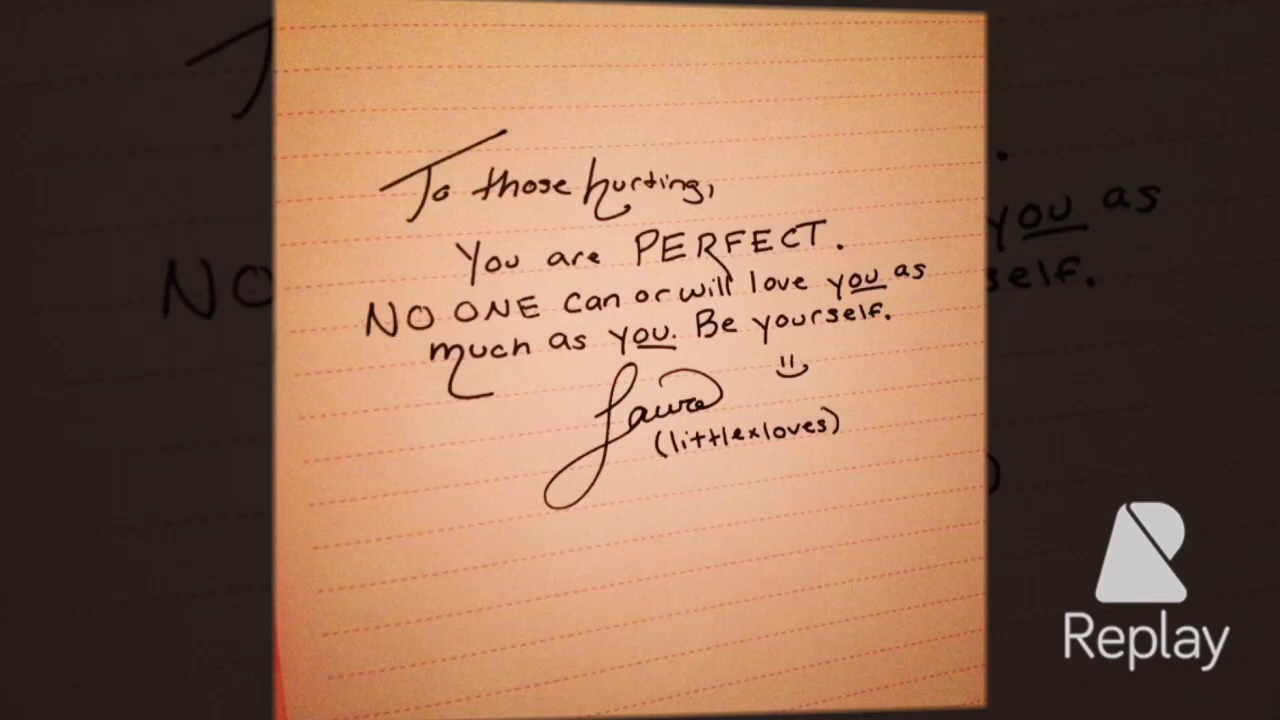 To those hurting,
You are PERFECT.
NO ONE can or will love you as
much as you. Be yourself.
Laura
(littlexloves)
Replay